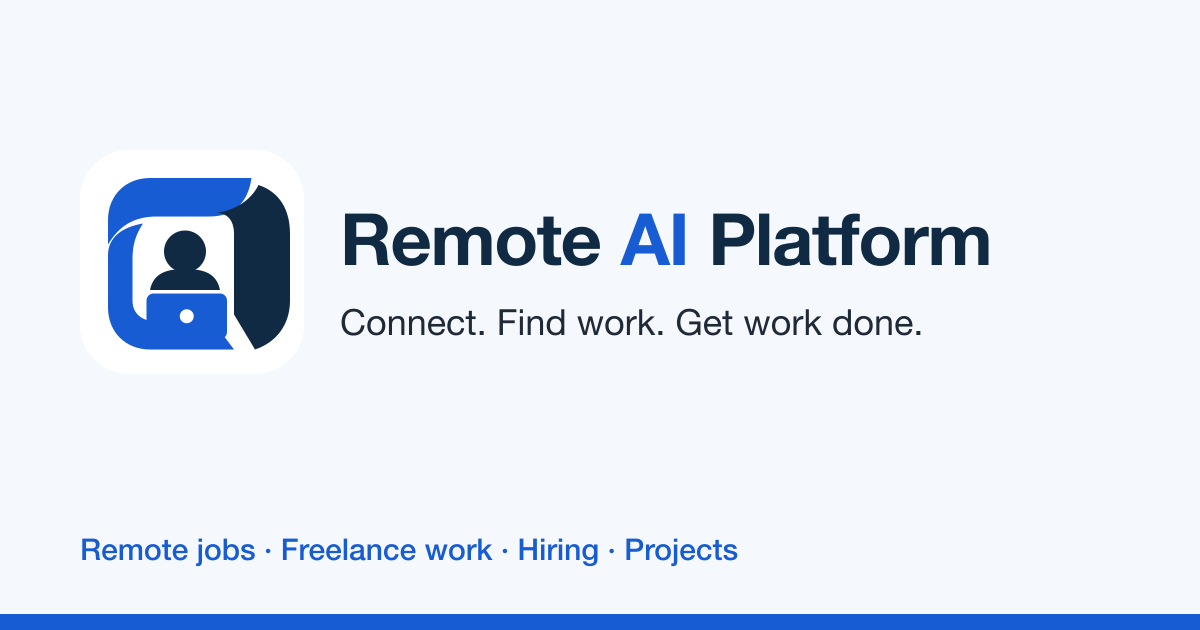 Remote AI Platform
Connect. Find work. Get work done.
Remote jobs · Freelance work · Hiring · Projects